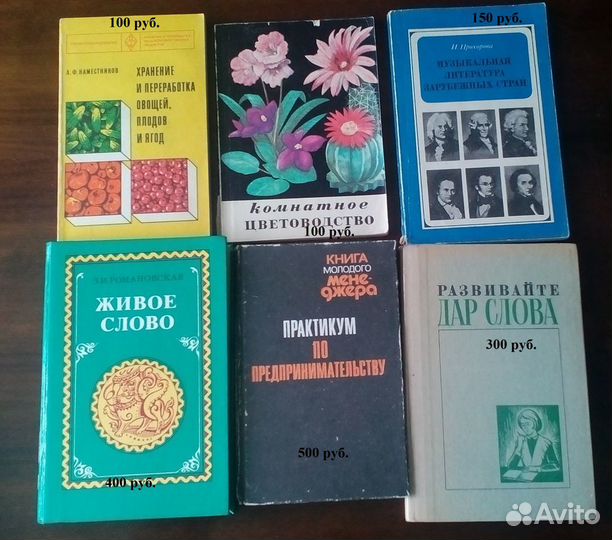 100 руб.
А.Ф. НАМЕСТНИКОВ
ХРАНЕНИЕ
И ПЕРЕРАБОТКА
ОВОЩЕЙ,
ПЛОДОВ
И ЯГОД
комнатное
ЦВЕТОВОДСТВО
100 руб.
150 руб.
И. Прохорова
МУЗЫКАЛЬНАЯ
ЛИТЕРАТУРА
ЗАРУБЕЖНЫХ СТРАН
РОМАНОВСКАЯ
ЖИВОЕ
СЛОВО
400 руб.
КНИГА
МОЛОДОГО
МЕНЕ-
ДЖЕРА
ПРАКТИКУМ
ПО
ПРЕДПРИНИМАТЕЛЬСТВУ
500 руб.
РАЗВИВАЙТЕ
ДАР СЛОВА
300 руб.
Avito